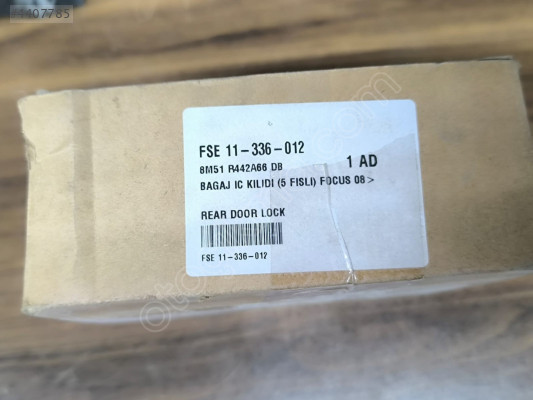 4407785
FSE 11-336-012
8M51 R442A66 DB
1 AD
BAGAJ IC KILIDI (5 FISLI) FOCUS 08 >
REAR DOOR LOCK
FSE 11-336-012